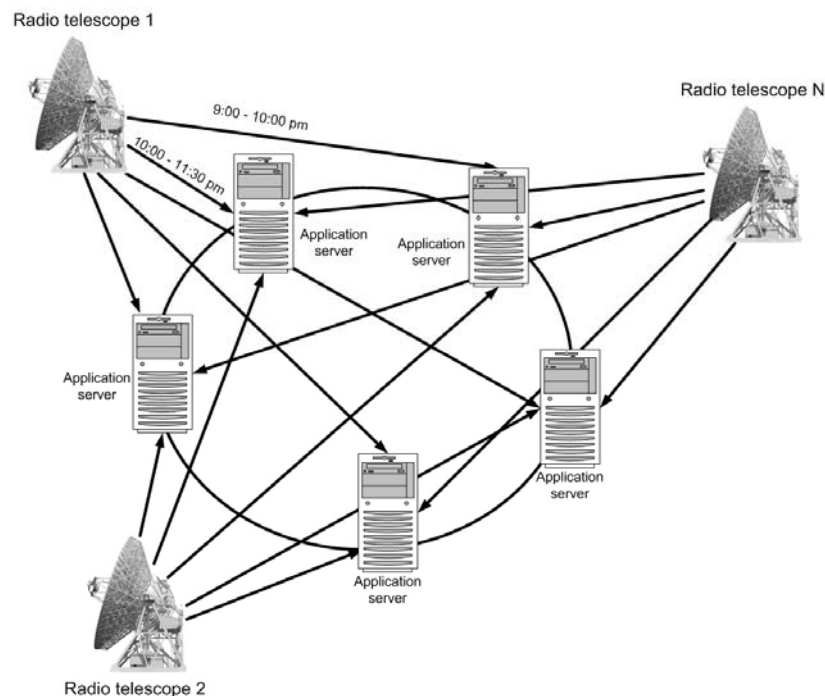 Radio telescope 1
Radio telescope N
9:00 - 10:00 pm
10:00 - 11:30 pm
Application
server
Application
server
Application
server
Application
server
Application
server
Radio telescope 2